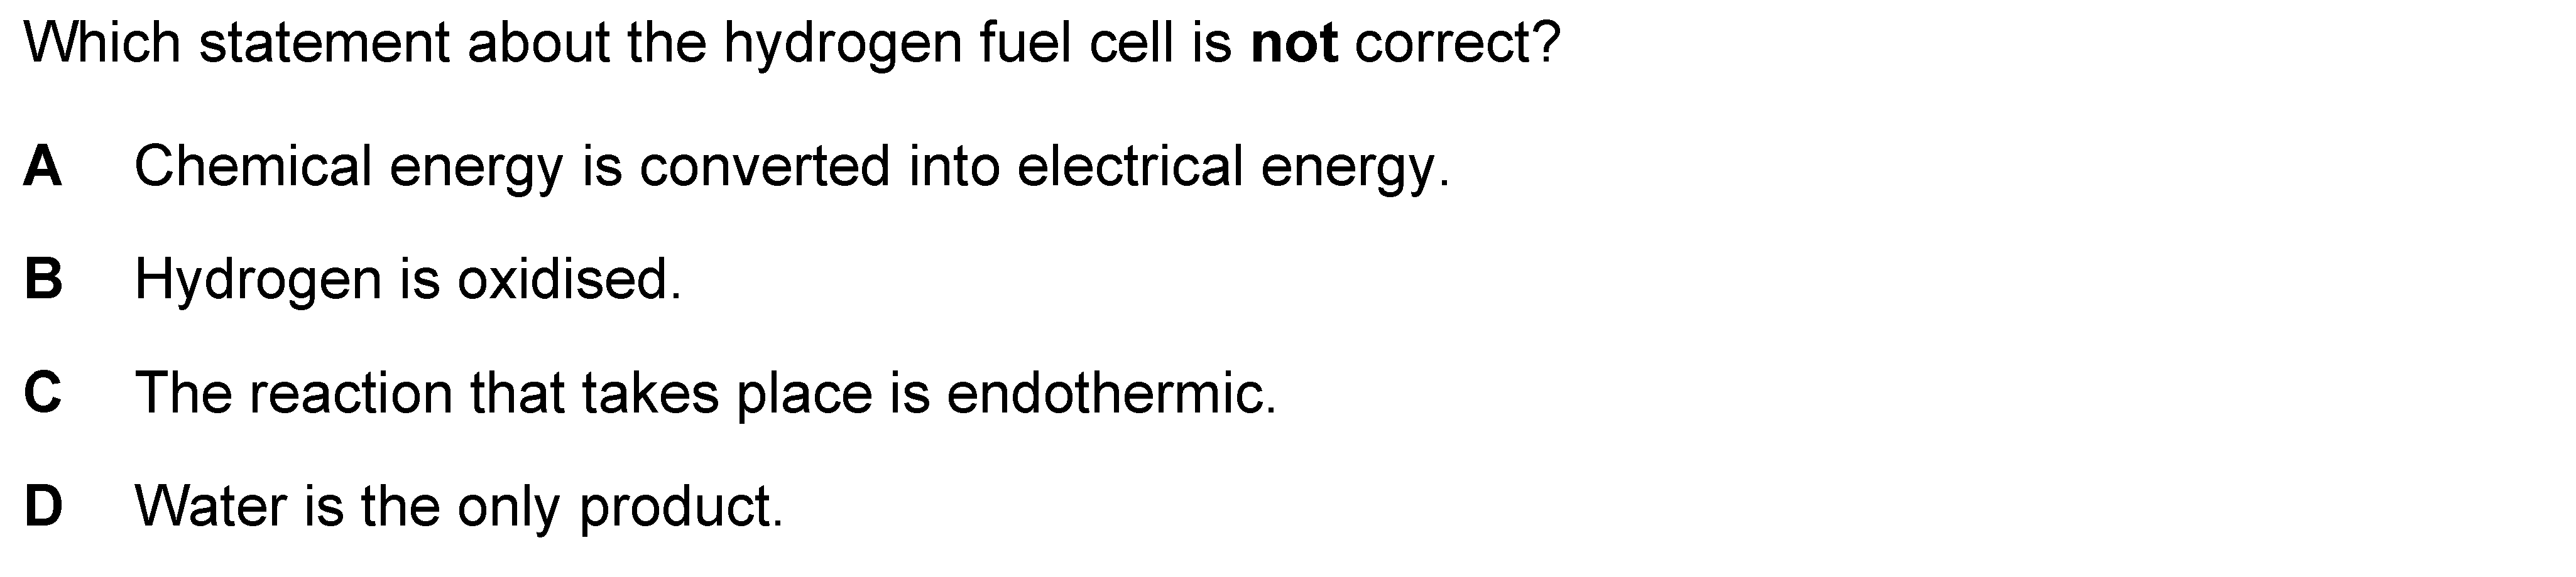 Which statement about the hydrogen fuel cell is not correct?
A Chemical energy is converted into electrical energy.
B Hydrogen is oxidised.
C The reaction that takes place is endothermic.
D Water is the only product.